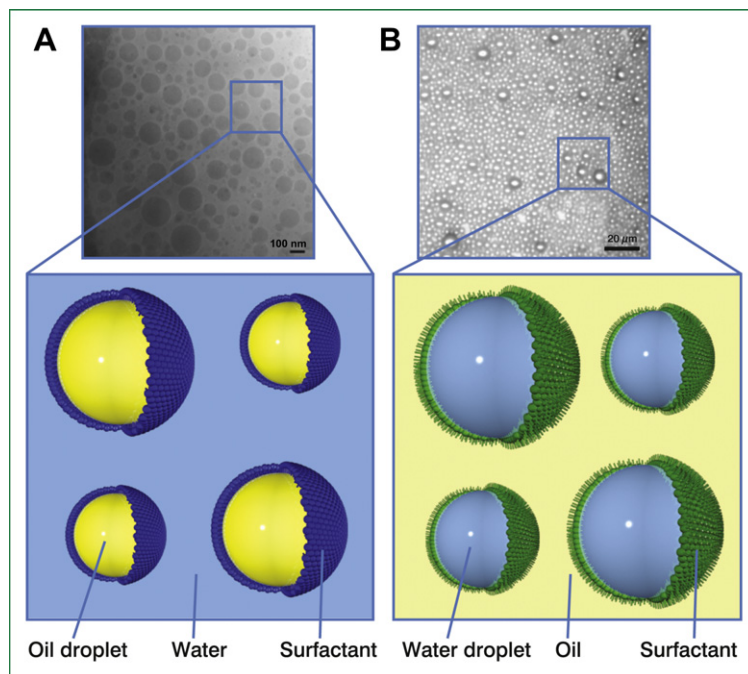 A
B
100 nm
20 µm
Oil droplet
Water
Surfactant
Water droplet
Oil
Surfactant